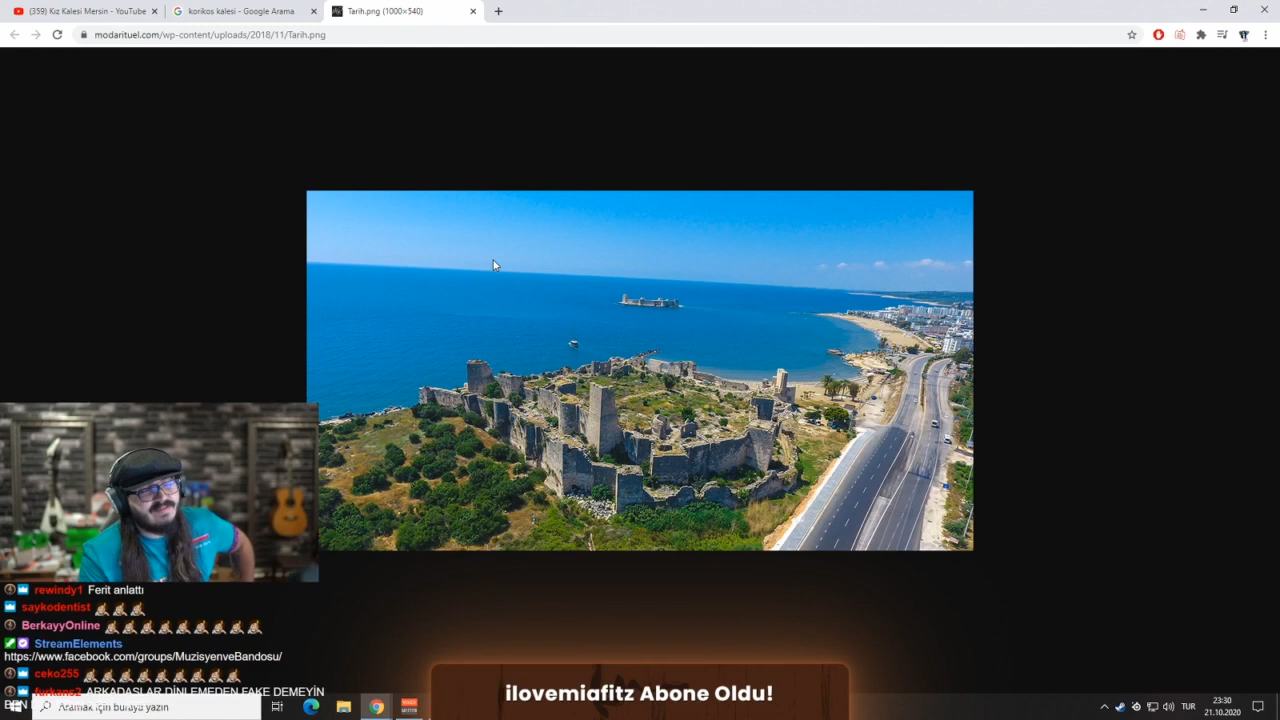 (359) Kız Kalesi Mersin - YouTube
korikos kalesi - Google Arama
Tarih.png (1000×540)
modarituel.com/wp-content/uploads/2018/11/Tarih.png
rewindy1 Ferit anlattı
saykodentist
BerkayyOnline
StreamElements
https://www.facebook.com/groups/MuzisyenveBandosu/
ceko255
furkans2 ARKADAŞLAR DİNLEMEDEN FAKE DEMEYİN
BEN
ilovemiafitz Abone Oldu!
Aramak için buraya yazın
TUR
23:30
21.10.2020